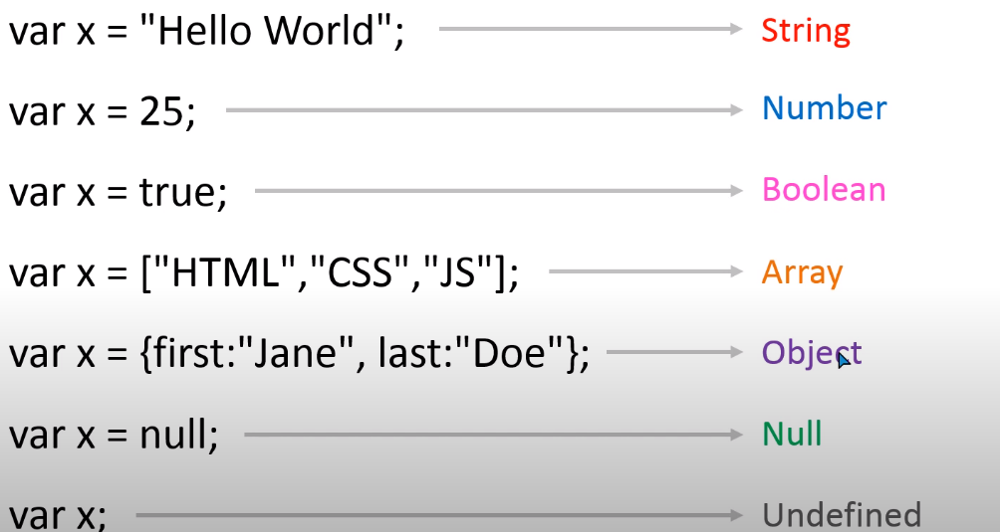 var x = "Hello World"; String
var x = 25; Number
var x = true; Boolean
var x = ["HTML","CSS","JS"]; Array
var x = {first:"Jane", last:"Doe"}; Object
var x = null; Null
var x; Undefined